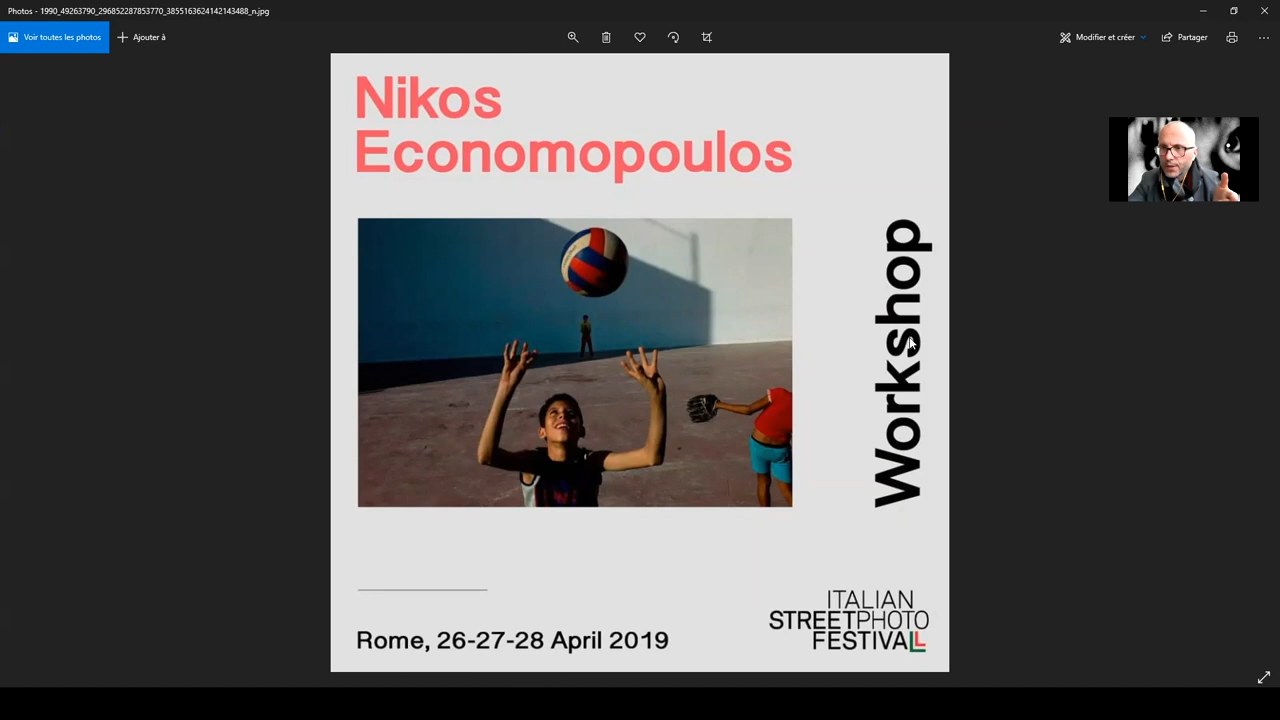 Photos - 1990_49263790_296852287853770_3855163624142143488_n.jpg
Voir toutes les photos
Ajouter à
Modifier et créer
Partager
Nikos
Economopoulos
Workshop
ITALIAN
STREETPHOTO
FESTIVAL
Rome, 26-27-28 April 2019